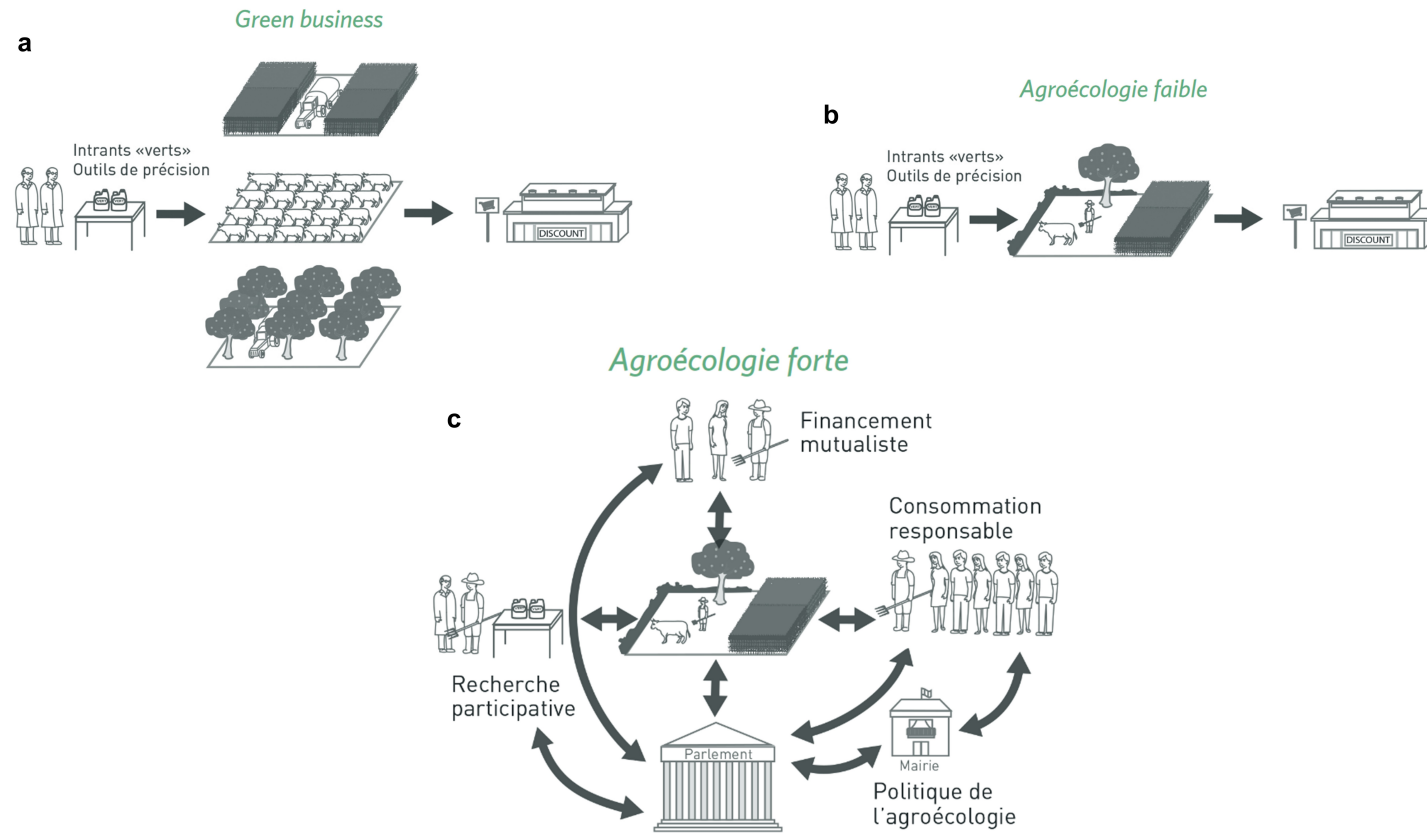 Green business
a
Intrants «verts»
Outils de précision
DISCOUNT
Agroécologie faible
b
Intrants «verts»
Outils de précision
DISCOUNT
Agroécologie forte
c
Financement
mutualiste
Consommation
responsable
Recherche
participative
Parlement
Mairie
Politique de
l'agroécologie